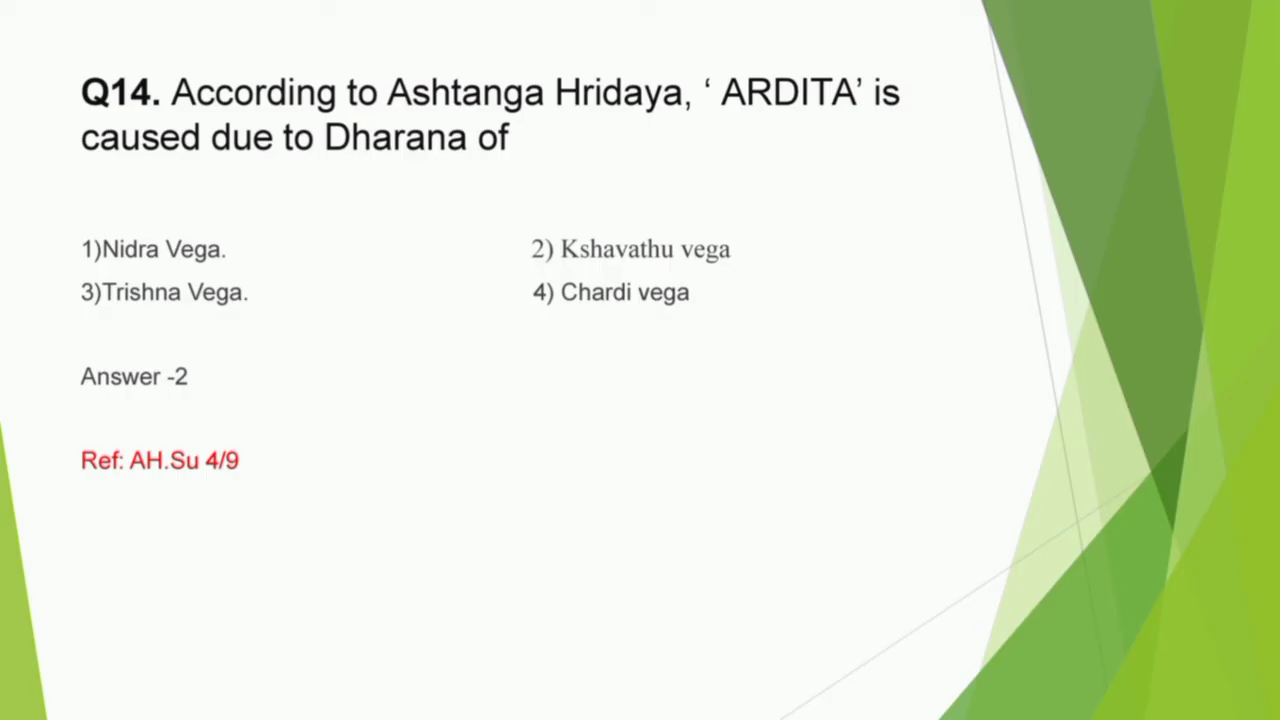 Q14. According to Ashtanga Hridaya, ‘ ARDITA’ is
caused due to Dharana of
1)Nidra Vega.
2) Kshavathu vega
3)Trishna Vega.
4) Chardi vega
Answer -2
Ref: AH.Su 4/9